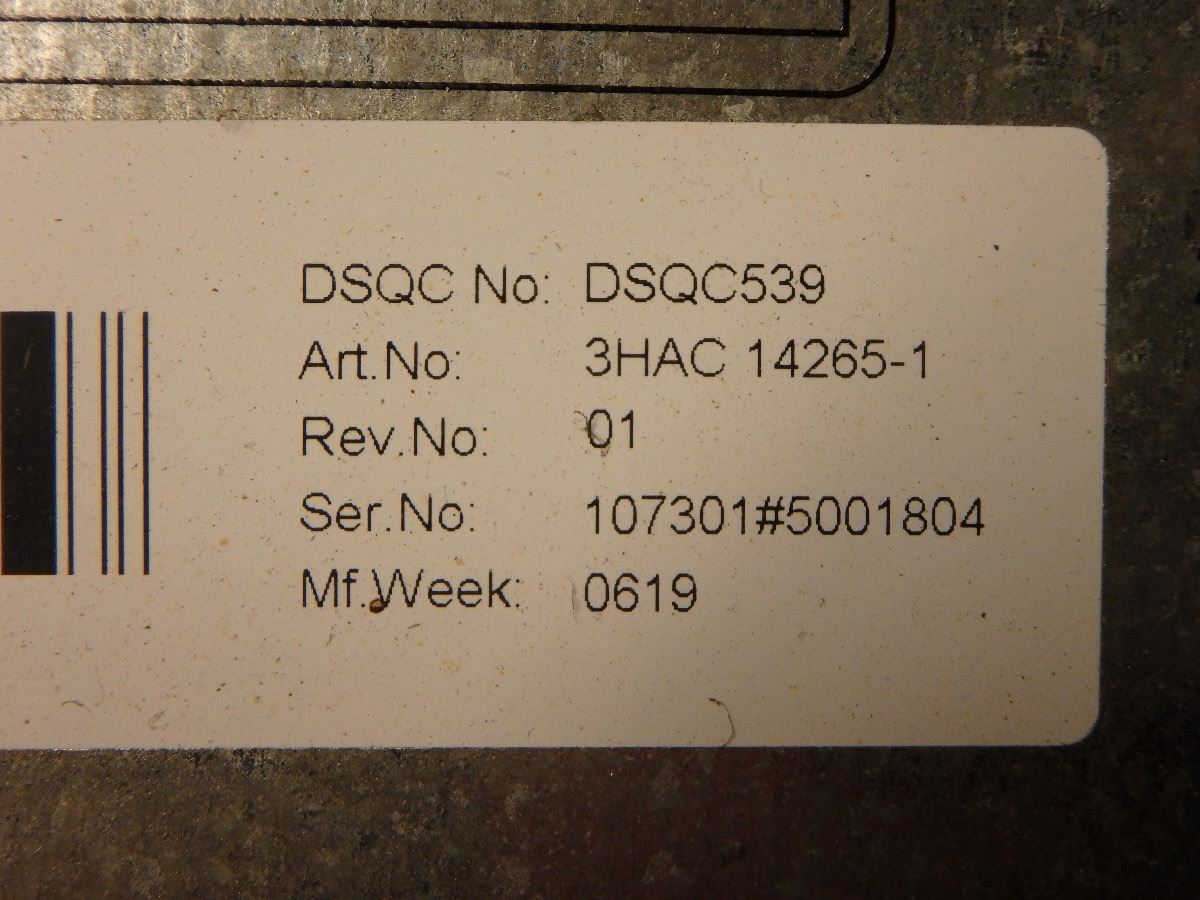 DSQC No: DSQC539
Art.No: 3HAC 14265-1
Rev.No: 01
Ser.No: 107301#5001804
Mf.Week: 0619